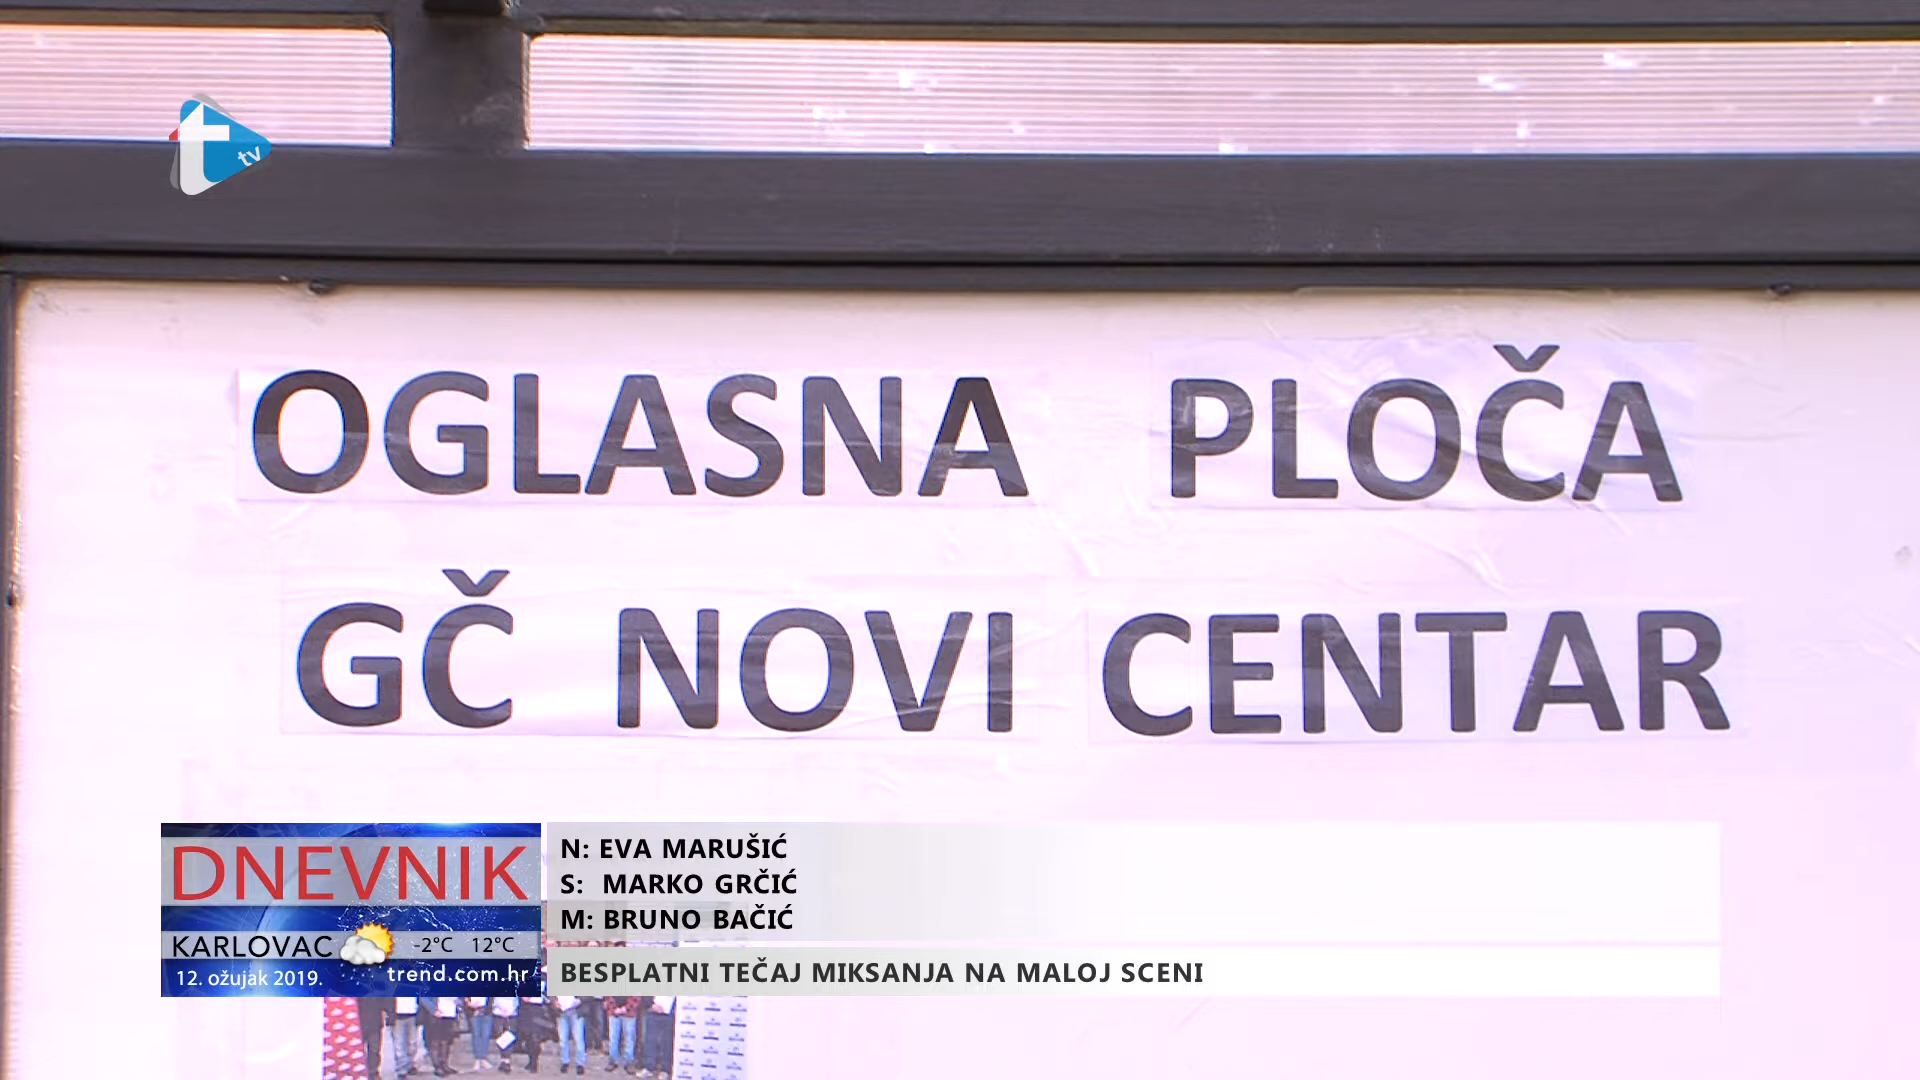 t tv
OGLASNA PLOČA
GČ NOVI CENTAR
DNEVNIK
KARLOVAC -2°C 12°C
12. ožujak 2019. trend.com.hr
N: EVA MARUŠIĆ
S: MARKO GRČIĆ
M: BRUNO BAČIĆ
BESPLATNI TEČAJ MIKSANJA NA MALOJ SCENI